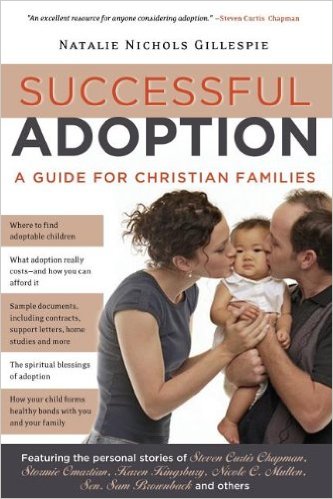 "An excellent resource for anyone considering adoption." –Steven Curtis Chapman
NATALIE NICHOLS GILLESPIE
SUCCESSFUL
ADOPTION
A GUIDE FOR CHRISTIAN FAMILIES
Where to find
adoptable children
What adoption really
costs—and how you can
afford it
Sample documents,
including contracts,
support letters, home
studies and more
The spiritual blessings
of adoption
How your child forms
healthy bonds with you
and your family
Featuring the personal stories of Steven Curtis Chapman,
Stormie Omartian, Karen Kingsbury, Nicole C. Mullen,
Sen. Sam Brownback and others